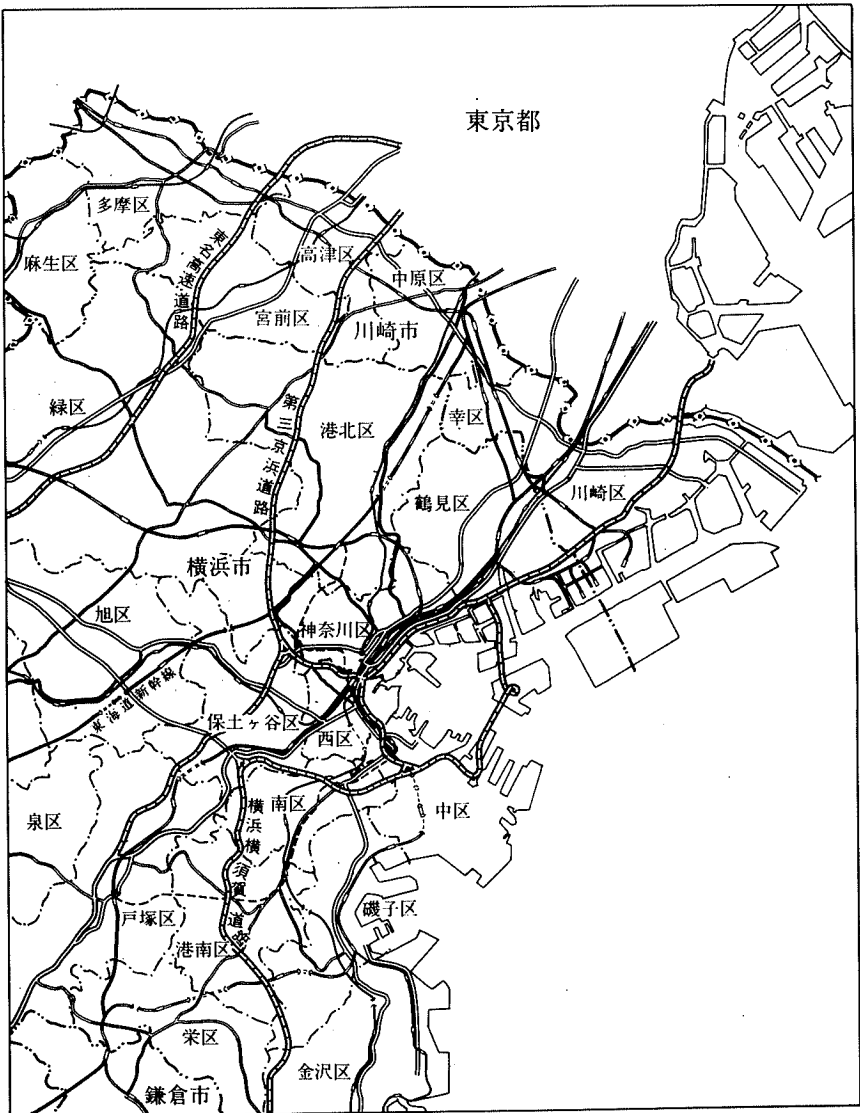 東京都
多摩区
麻生区
東名高速道路
高津区
中原区
宮前区
川崎市
緑区
第三京浜道路
港北区
幸区
鶴見区
川崎区
横浜市
旭区
神奈川区
東海道新幹線
保土ヶ谷区
西区
泉区
横浜横須賀道路
南区
中区
戸塚区
磯子区
港南区
栄区
金沢区
鎌倉市